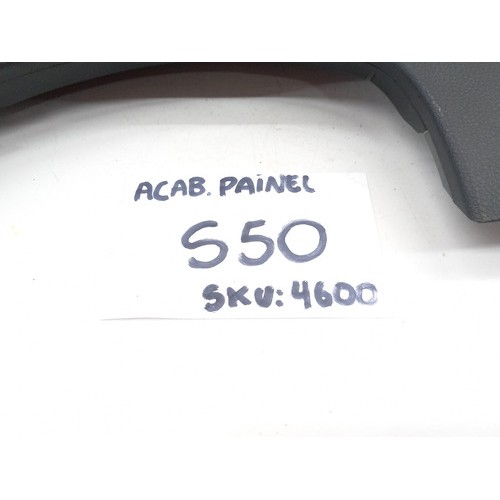 ACAB. PAINEL
S50
SKU: 4600